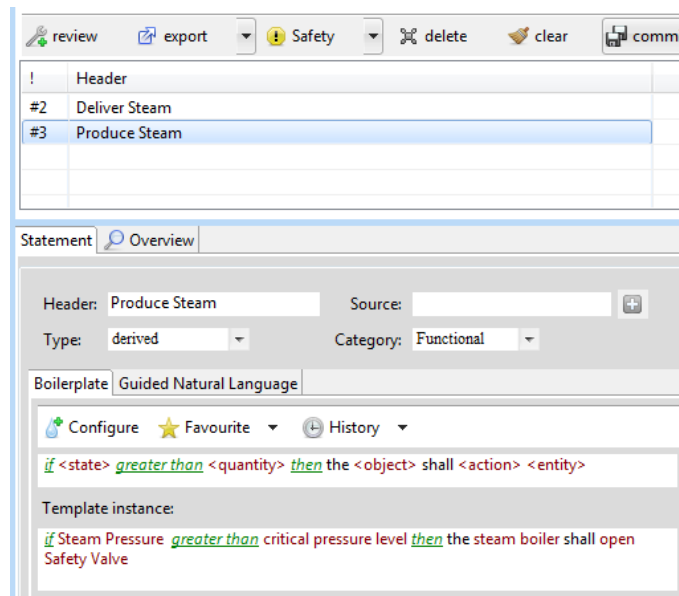 review export Safety delete clear comm
! Header
#2 Deliver Steam
#3 Produce Steam
Statement Overview
Header: Produce Steam Source:
Type: derived Category: Functional
Boilerplate Guided Natural Language
Configure Favourite History
if <state> greater than <quantity> then the <object> shall <action> <entity>
Template instance:
if Steam Pressure greater than critical pressure level then the steam boiler shall open
Safety Valve